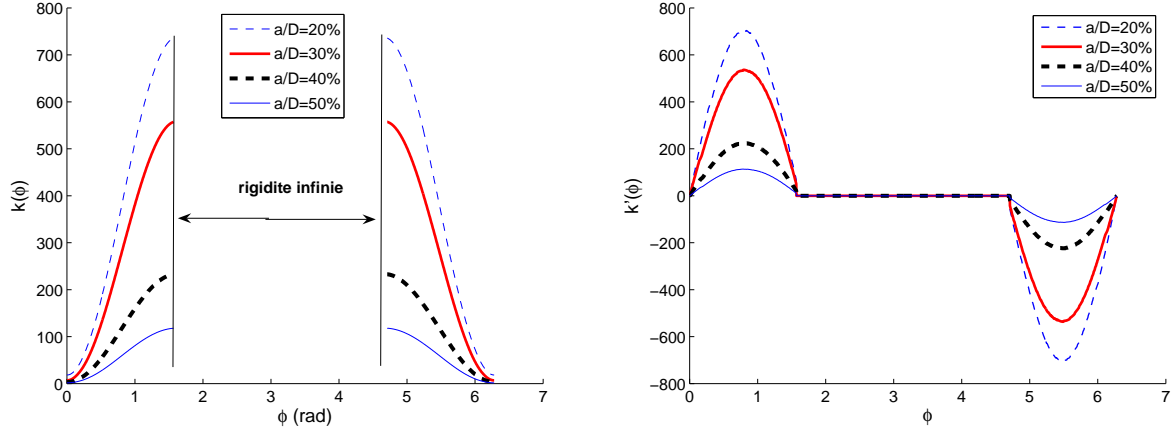 800
700
600
500
400
300
200
100
0
k(ϕ)
0 1 2 3 4 5 6 7
ϕ (rad)
a/D=20%
a/D=30%
a/D=40%
a/D=50%
rigidite infinie
800
600
400
200
0
−200
−400
−600
−800
k'(ϕ)
0 1 2 3 4 5 6 7
ϕ
a/D=20%
a/D=30%
a/D=40%
a/D=50%